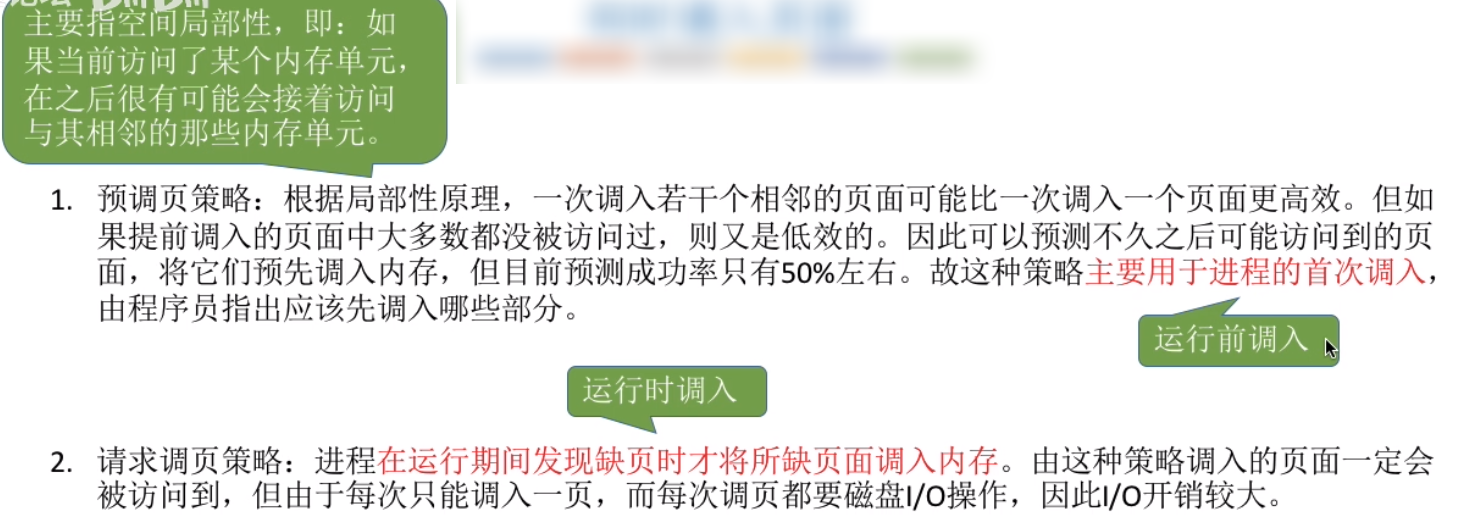 主要指空间局部性，即：如
果当前访问了某个内存单元，
在之后很有可能会接着访问
与其相邻的那些内存单元。
1. 预调页策略：根据局部性原理，一次调入若干个相邻的页面可能比一次调入一个页面更高效。但如
果提前调入的页面中大多数都没被访问过，则又是低效的。因此可以预测不久之后可能访问到的页
面，将它们预先调入内存，但目前预测成功率只有50%左右。故这种策略主要用于进程的首次调入，
由程序员指出应该先调入哪些部分。
运行前调入
运行时调入
2. 请求调页策略：进程在运行期间发现缺页时才将所缺页面调入内存。由这种策略调入的页面一定会
被访问到，但由于每次只能调入一页，而每次调页都要磁盘I/O操作，因此I/O开销较大。